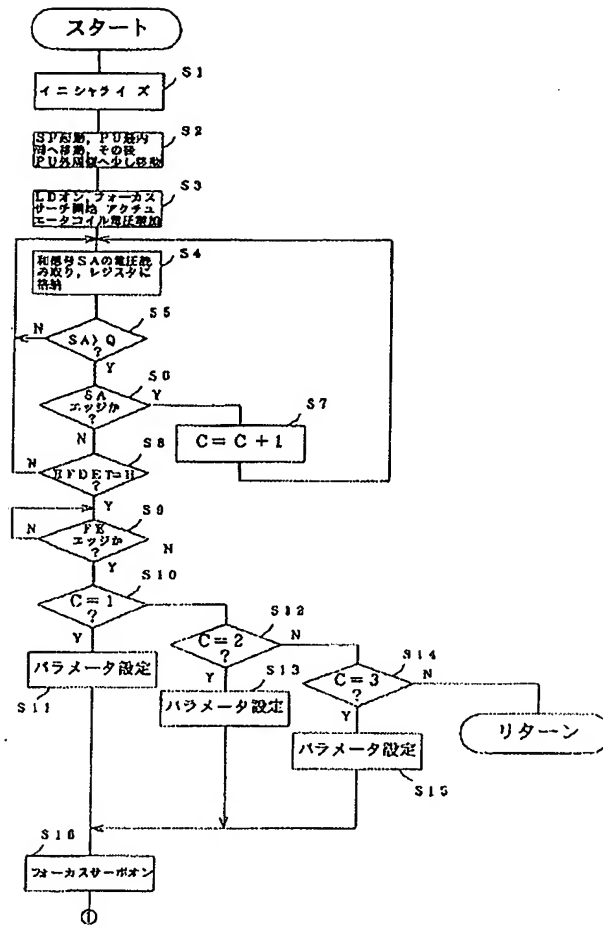 スタート
S1
イニシャライズ
S2
SP起動, PU最内
周へ移動, その後
PU外周側へ少し移動
S3
LDオン, フォーカス
サーチ開始 アクチュ
エータコイル電圧増加
S4
和信号SAの電圧読
み取り, レジスタに
格納
S5
N
SA>Q
?
Y
S6
SA
エッジか
?
Y
N
S7
C=C+1
S8
N
RFDET=H
?
Y
S9
FE
エッジか
?
N
N
Y
S10
C=1
?
Y
S12
C=2
?
N
Y
S14
C=3
?
N
Y
パラメータ設定
S11
S13
パラメータ設定
パラメータ設定
S15
リターン
S16
フォーカスサーボオン
①